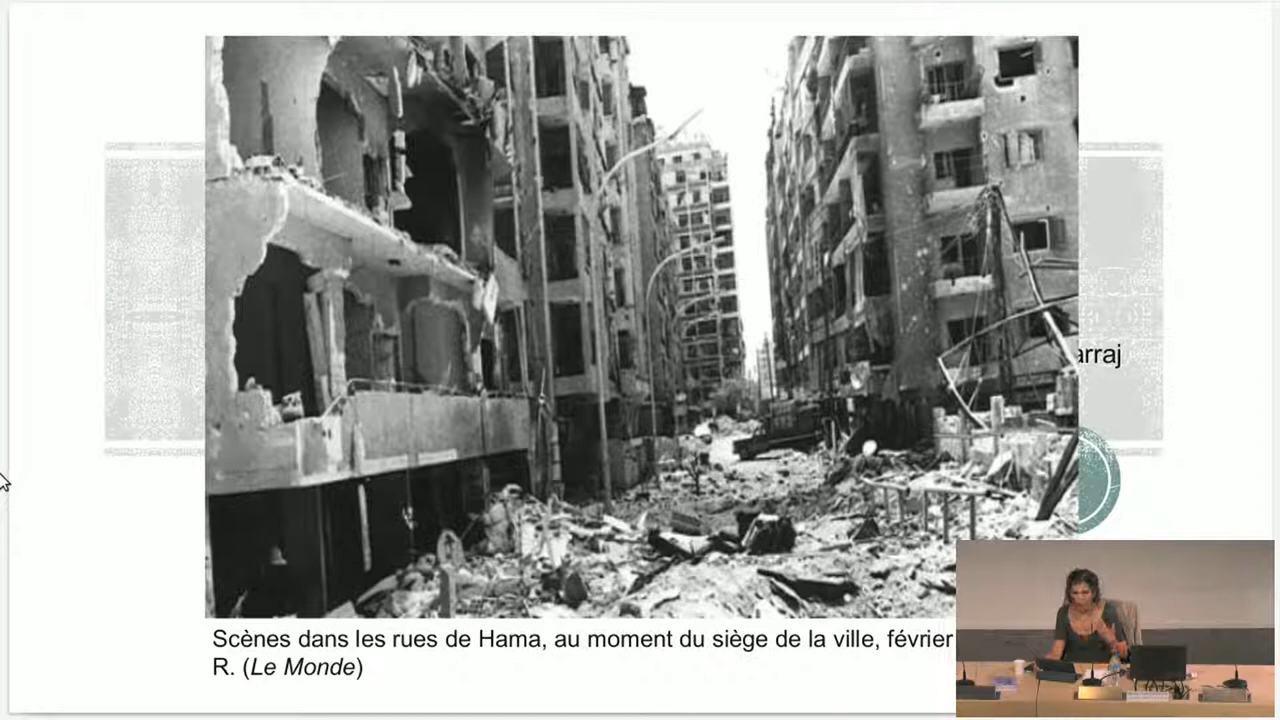 arraj
Scènes dans les rues de Hama, au moment du siège de la ville, février
R. (Le Monde)